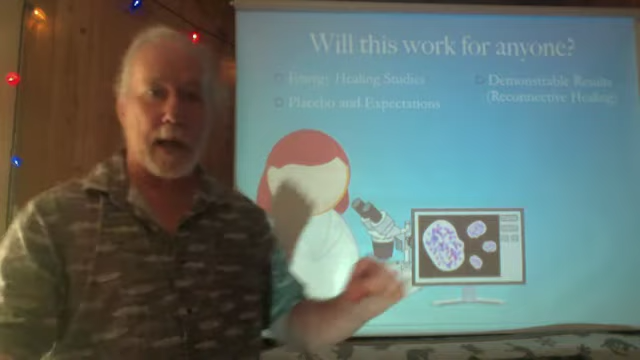 Will this work for anyone?
Energy Healing Studies
Placebo and Expectations
Demonstrable Results
(Reconnective Healing)